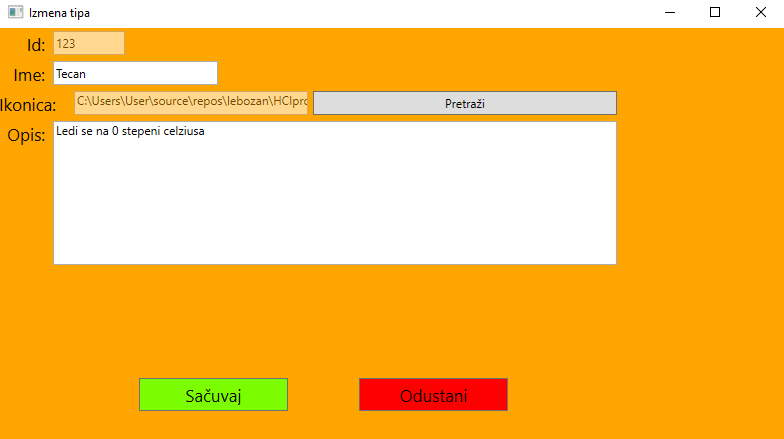 Izmena tipa
Id: 123
Ime: Tecan
Ikonica: C:\Users\User\source\repos\lebozan\HCIpro Pretraži
Opis: Ledi se na 0 stepeni celziusa
Sačuvaj Odustani